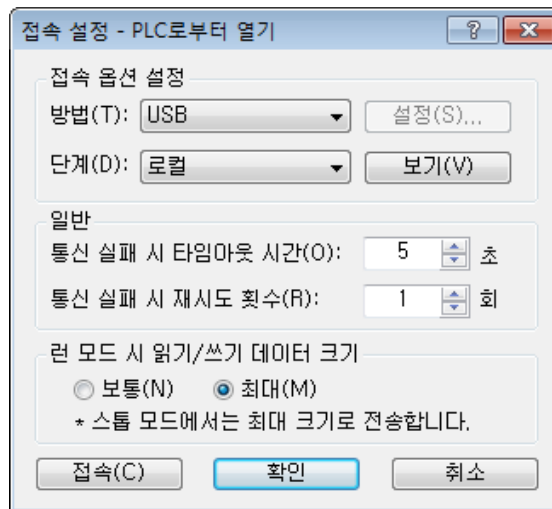 접속 설정 - PLC로부터 열기
접속 옵션 설정
방법(T): USB 설정(S)...
단계(D): 로컬 보기(V)
일반
통신 실패 시 타임아웃 시간(O): 5 초
통신 실패 시 재시도 횟수(R): 1 회
런 모드 시 읽기/쓰기 데이터 크기
보통(N) 최대(M)
* 스톱 모드에서는 최대 크기로 전송합니다.
접속(C) 확인 취소